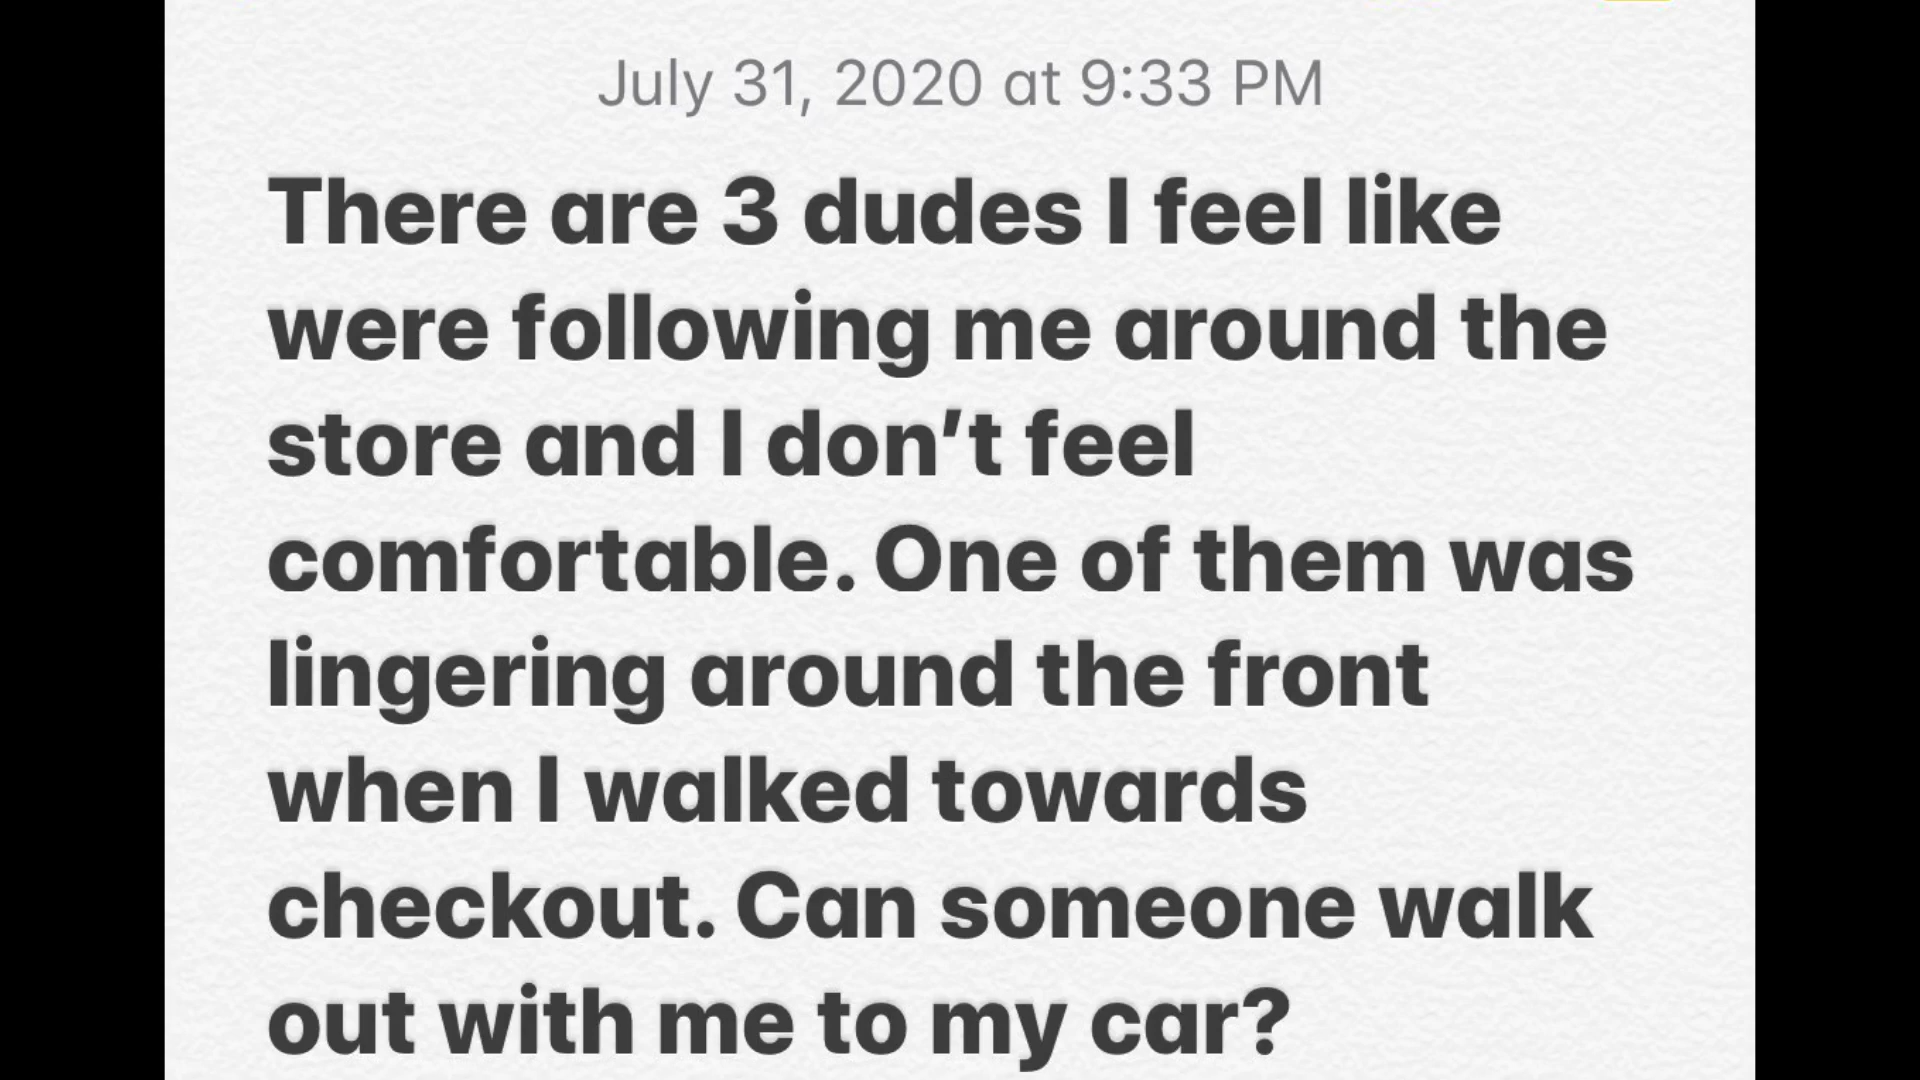 July 31, 2020 at 9:33 PM
There are 3 dudes I feel like
were following me around the
store and I don’t feel
comfortable. One of them was
lingering around the front
when I walked towards
checkout. Can someone walk
out with me to my car?